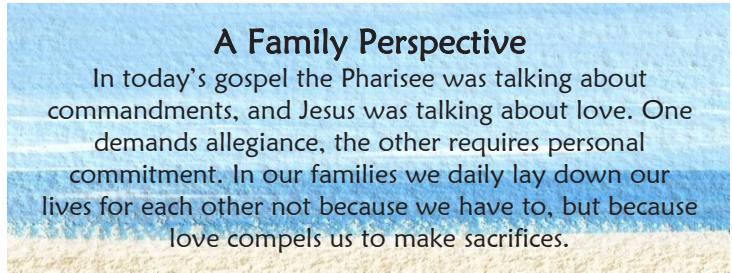 A Family Perspective
In today's gospel the Pharisee was talking about
commandments, and Jesus was talking about love. One
demands allegiance, the other requires personal
commitment. In our families we daily lay down our
lives for each other not because we have to, but because
love compels us to make sacrifices.